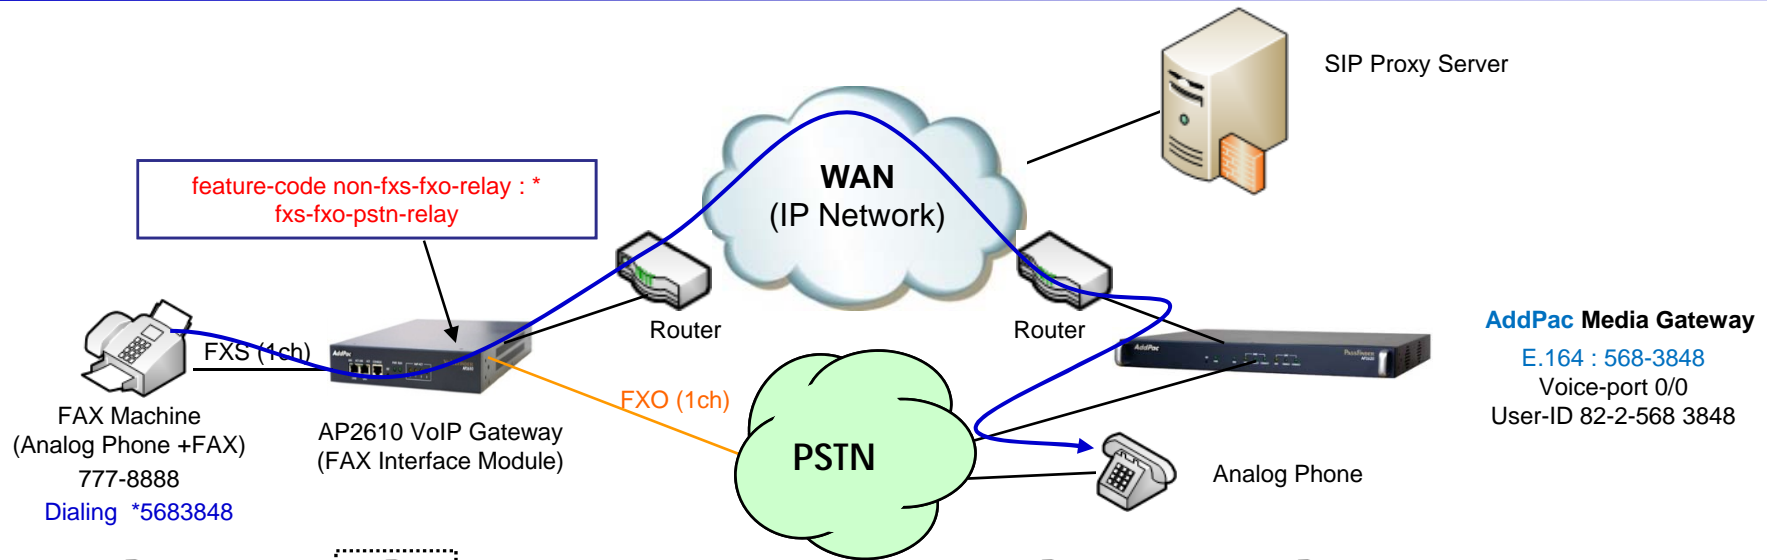 SIP Proxy Server
feature-code non-fxs-fxo-relay : *
fxs-fxo-pstn-relay
WAN
(IP Network)
Router
Router
FXS (1ch)
AddPac
AddPac
AddPac Media Gateway
E.164 : 568-3848
Voice-port 0/0
User-ID 82-2-568 3848
FXO (1ch)
FAX Machine
(Analog Phone +FAX)
777-8888
Dialing *5683848
AP2610 VoIP Gateway
(FAX Interface Module)
PSTN
Analog Phone